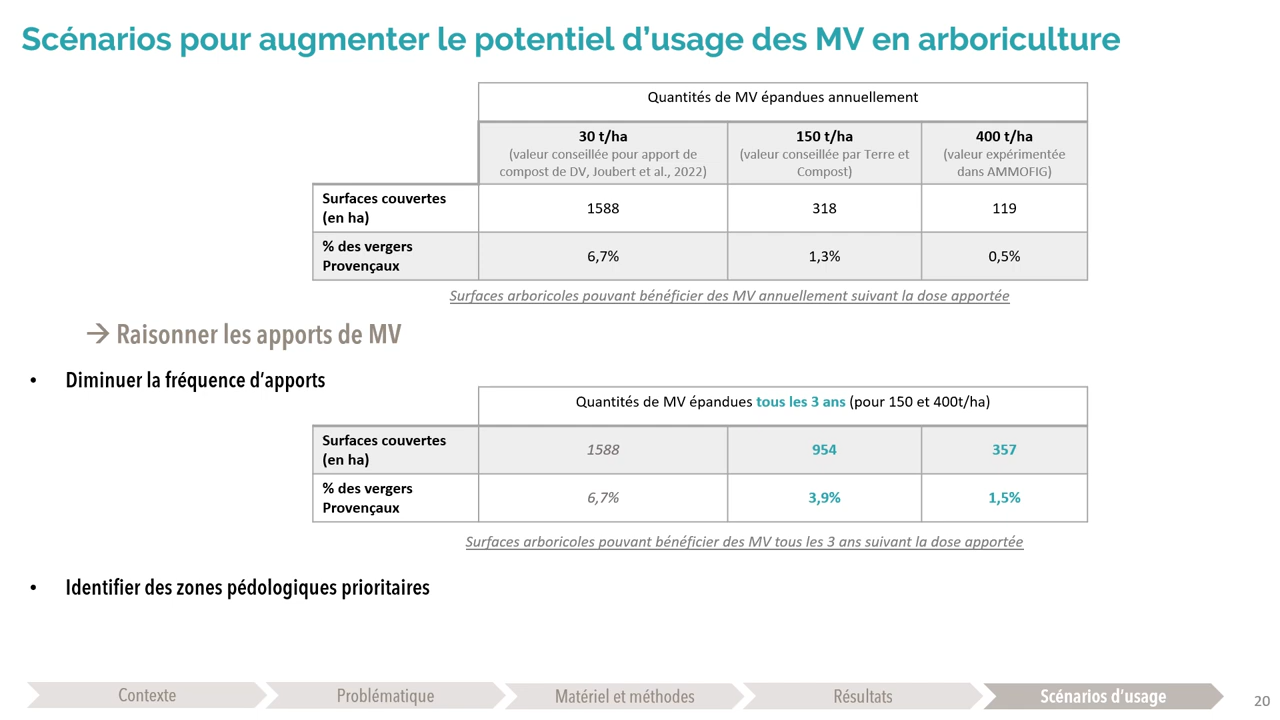 Scénarios pour augmenter le potentiel d’usage des MV en arboriculture
Quantités de MV épandues annuellement
30 t/ha
(valeur conseillée pour apport de
compost de DV, Joubert et al., 2022)
150 t/ha
(valeur conseillée par Terre et
Compost)
400 t/ha
(valeur expérimentée
dans AMMOFIG)
Surfaces couvertes
(en ha)
1588
318
119
% des vergers
Provençaux
6,7%
1,3%
0,5%
Surfaces arboricoles pouvant bénéficier des MV annuellement suivant la dose apportée
→ Raisonner les apports de MV
• Diminuer la fréquence d’apports
Quantités de MV épandues tous les 3 ans (pour 150 et 400t/ha)
Surfaces couvertes
(en ha)
1588
954
357
% des vergers
Provençaux
6,7%
3,9%
1,5%
Surfaces arboricoles pouvant bénéficier des MV tous les 3 ans suivant la dose apportée
• Identifier des zones pédologiques prioritaires
Contexte
Problématique
Matériel et méthodes
Résultats
Scénarios d’usage
20